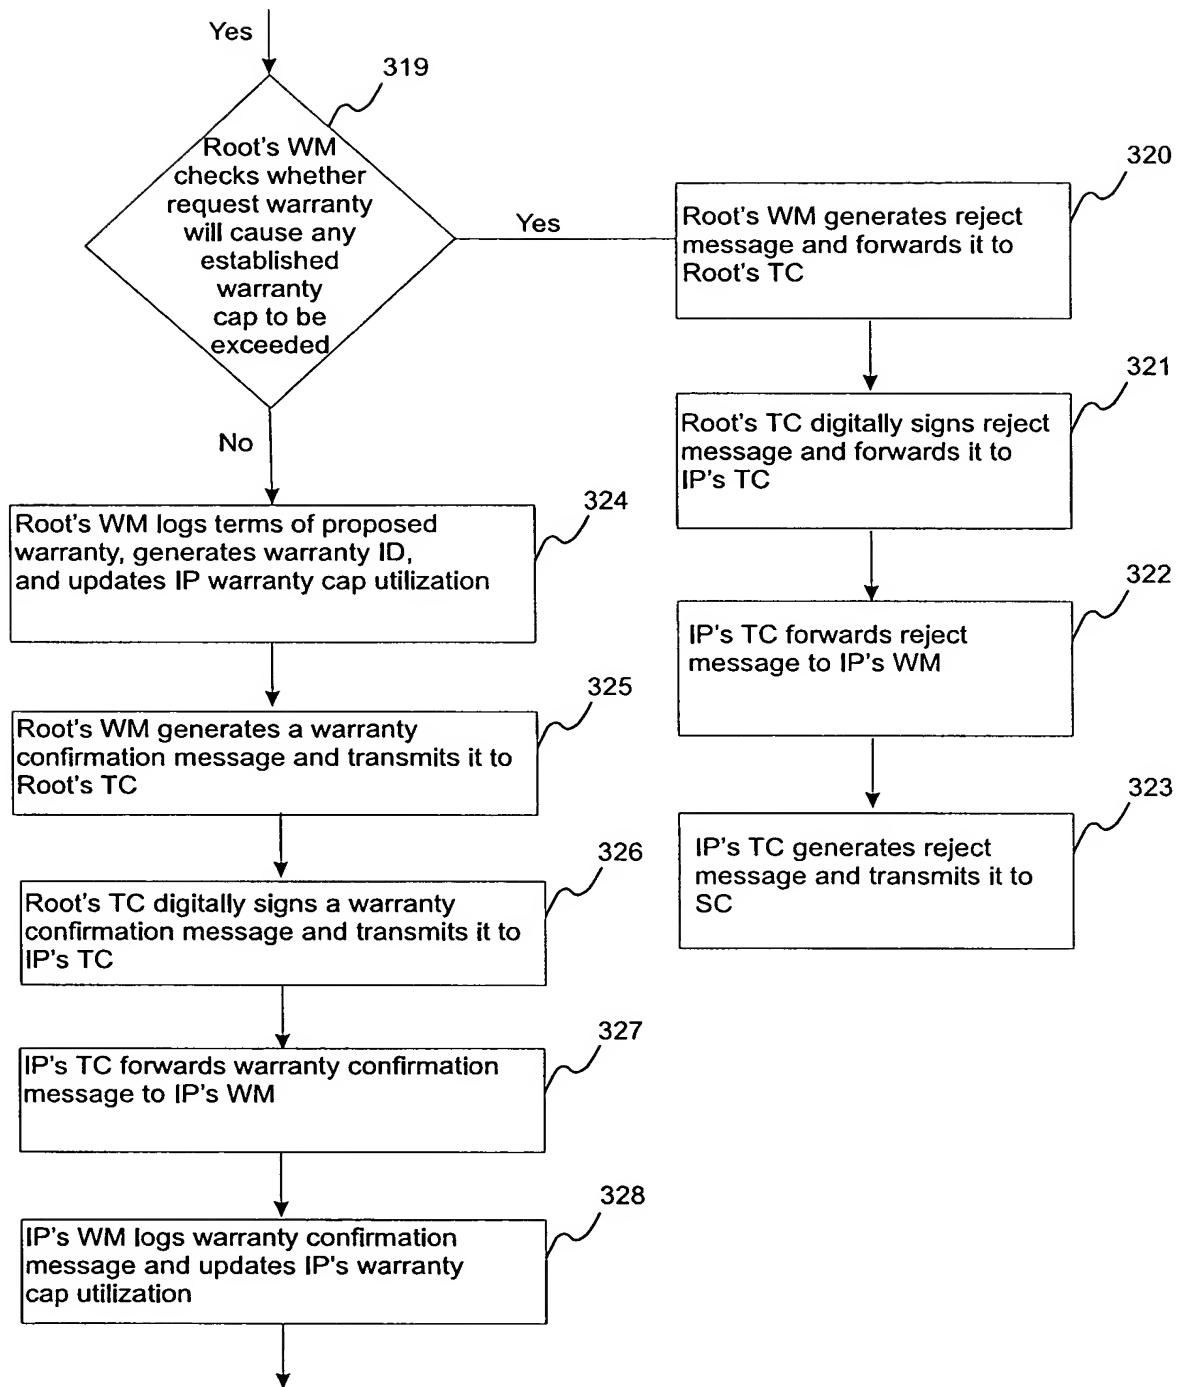 Yes
319
Root's WM
checks whether
request warranty
will cause any
established
warranty
cap to be
exceeded
Yes
320
Root's WM generates reject
message and forwards it to
Root's TC
321
Root's TC digitally signs reject
message and forwards it to
IP's TC
322
IP's TC forwards reject
message to IP's WM
323
IP's TC generates reject
message and transmits it to
SC
No
324
Root's WM logs terms of proposed
warranty, generates warranty ID,
and updates IP warranty cap utilization
325
Root's WM generates a warranty
confirmation message and transmits it to
Root's TC
326
Root's TC digitally signs a warranty
confirmation message and transmits it to
IP's TC
327
IP's TC forwards warranty confirmation
message to IP's WM
328
IP's WM logs warranty confirmation
message and updates IP's warranty
cap utilization